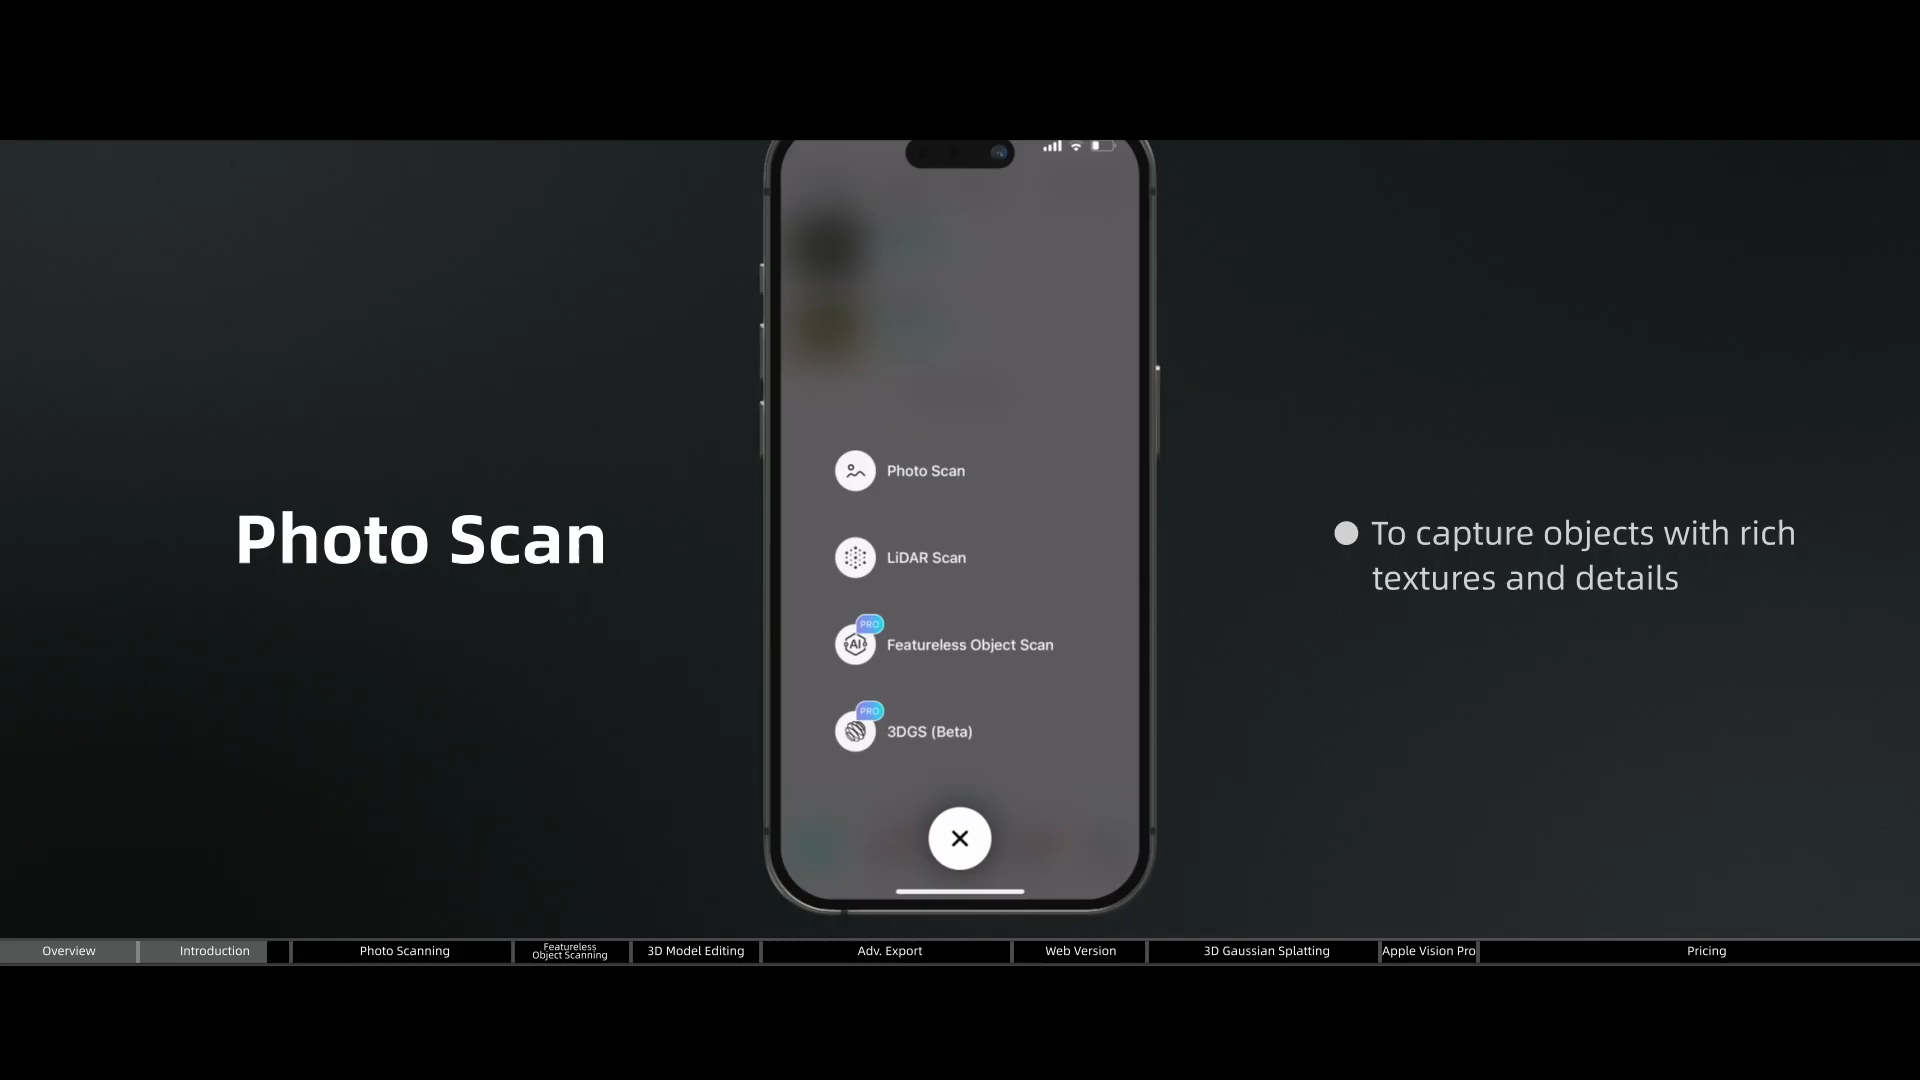 Photo Scan
Photo Scan
LiDAR Scan
PRO
AI
Featureless Object Scan
PRO
3DGS (Beta)
To capture objects with rich
textures and details
Overview
Introduction
Photo Scanning
Featureless
Object Scanning
3D Model Editing
Adv. Export
Web Version
3D Gaussian Splatting
Apple Vision Pro
Pricing